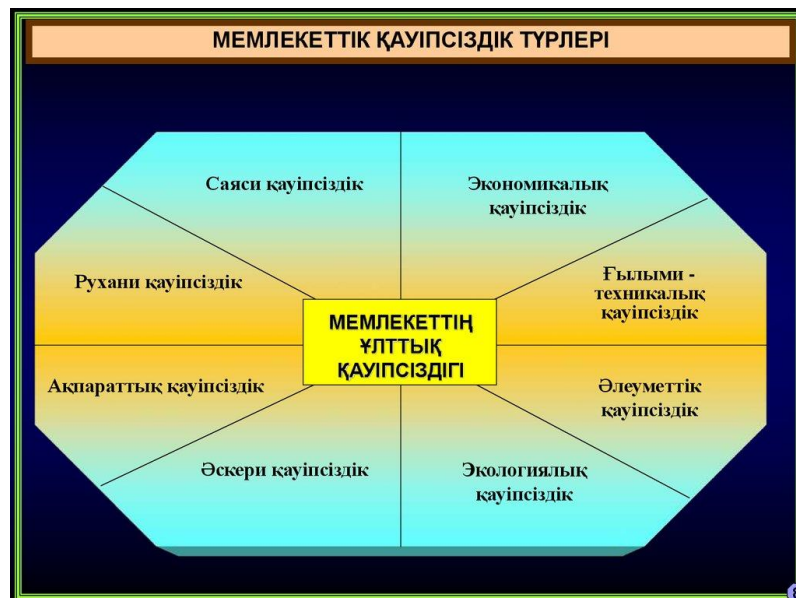 МЕМЛЕКЕТТІК ҚАУІПСІЗДІК ТҮРЛЕРІ
Саяси қауіпсіздік
Экономикалық
қауіпсіздік
Рухани қауіпсіздік
Ғылыми -
техникалық
қауіпсіздік
МЕМЛЕКЕТТІҢ
ҰЛТТЫҚ
ҚАУІПСІЗДІГІ
Ақпараттық қауіпсіздік
Әлеуметтік
қауіпсіздік
Әскери қауіпсіздік
Экологиялық
қауіпсіздік